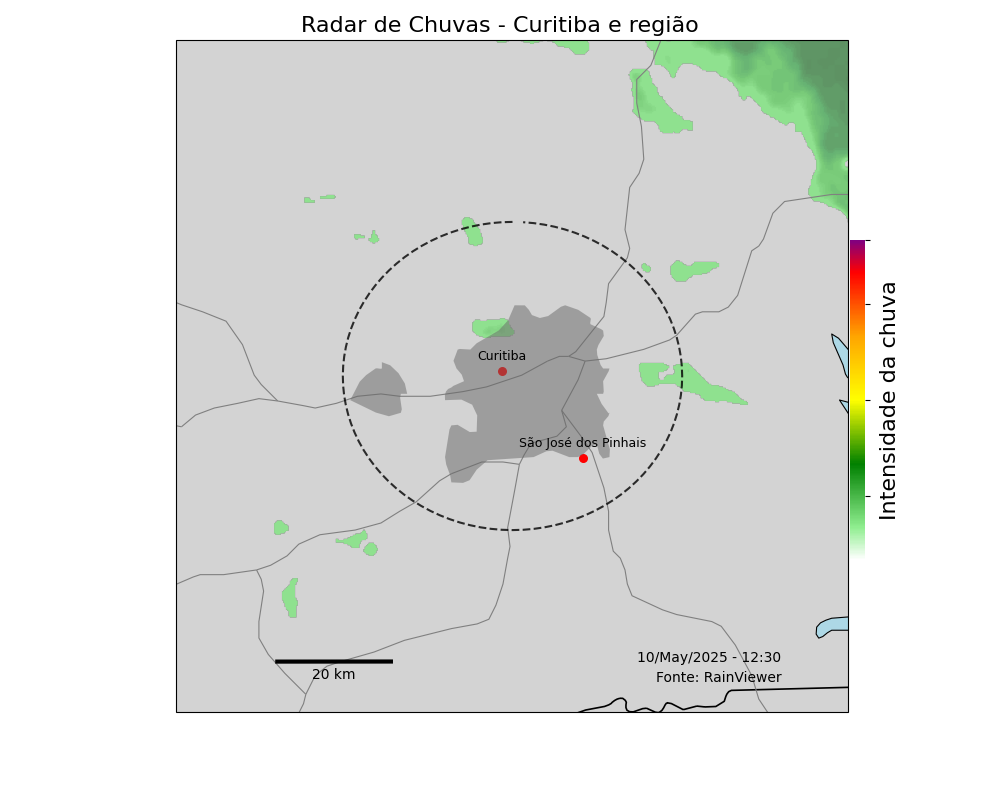 Radar de Chuvas - Curitiba e região
Curitiba
São José dos Pinhais
Intensidade da chuva
20 km
10/May/2025 - 12:30
Fonte: RainViewer